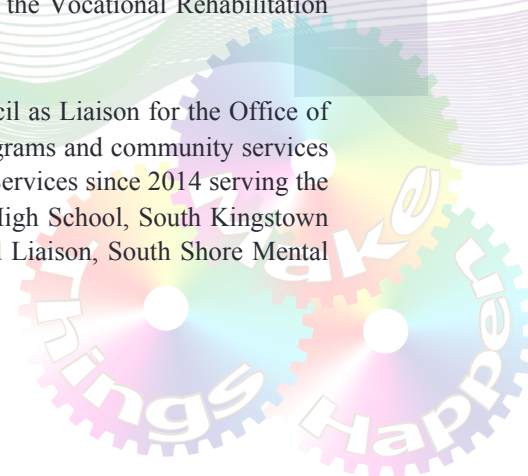 the Vocational Rehabilitation
cil as Liaison for the Office of
grams and community services
Services since 2014 serving the
High School, South Kingstown
l Liaison, South Shore Mental
Make
Things
Happen